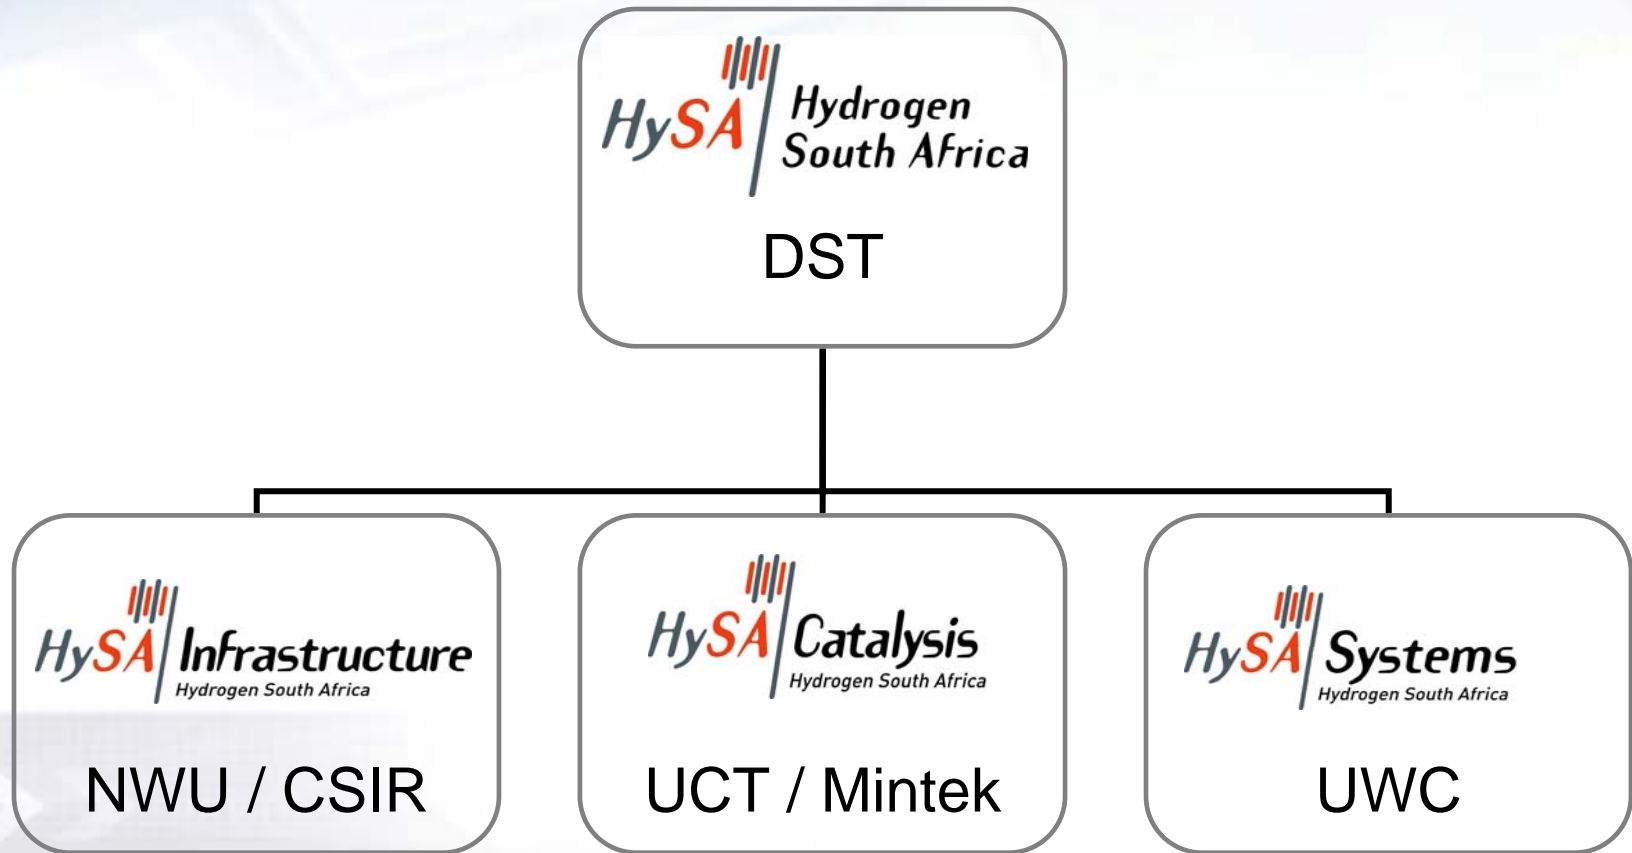 HySA Hydrogen
South Africa
DST
HySA Infrastructure
Hydrogen South Africa
NWU / CSIR
HySA Catalysis
Hydrogen South Africa
UCT / Mintek
HySA Systems
Hydrogen South Africa
UWC